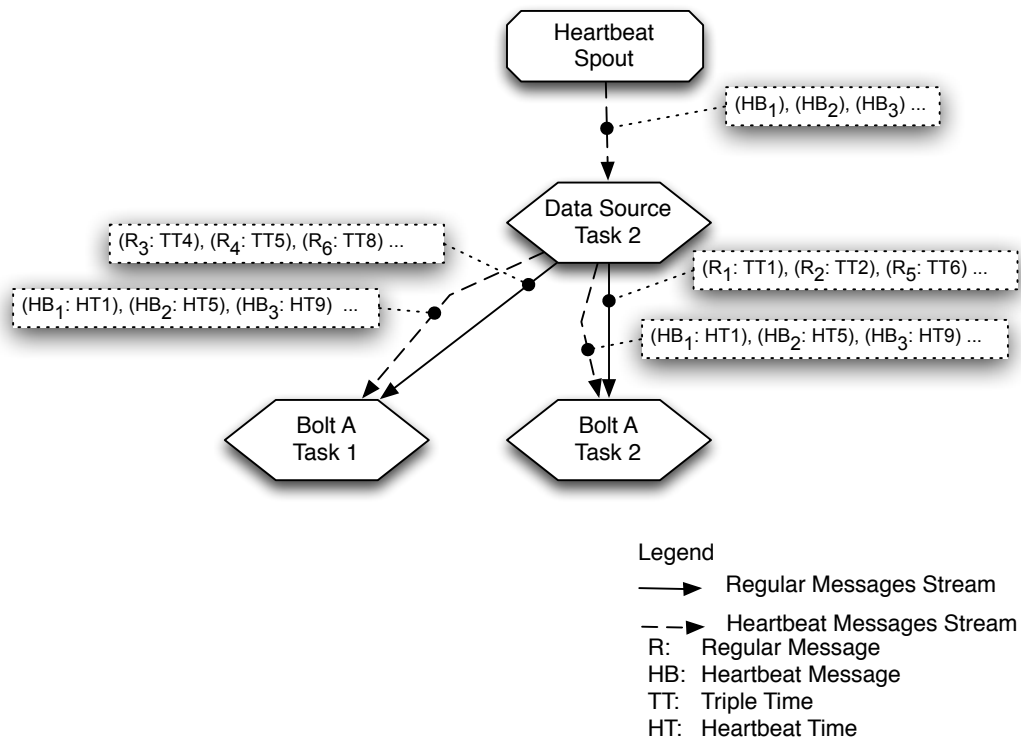 Heartbeat
Spout
(HB1), (HB2), (HB3) ...
Data Source
Task 2
(R3: TT4), (R4: TT5), (R6: TT8) ...
(R1: TT1), (R2: TT2), (R5: TT6) ...
(HB1: HT1), (HB2: HT5), (HB3: HT9) ...
(HB1: HT1), (HB2: HT5), (HB3: HT9) ...
Bolt A
Task 1
Bolt A
Task 2
Legend
Regular Messages Stream
Heartbeat Messages Stream
R: Regular Message
HB: Heartbeat Message
TT: Triple Time
HT: Heartbeat Time